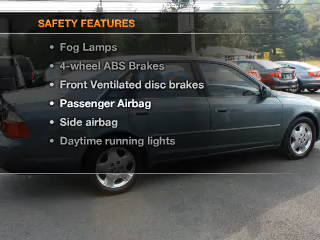 SAFETY FEATURES
• Fog Lamps
• 4-wheel ABS Brakes
• Front Ventilated disc brakes
• Passenger Airbag
• Side airbag
• Daytime running lights